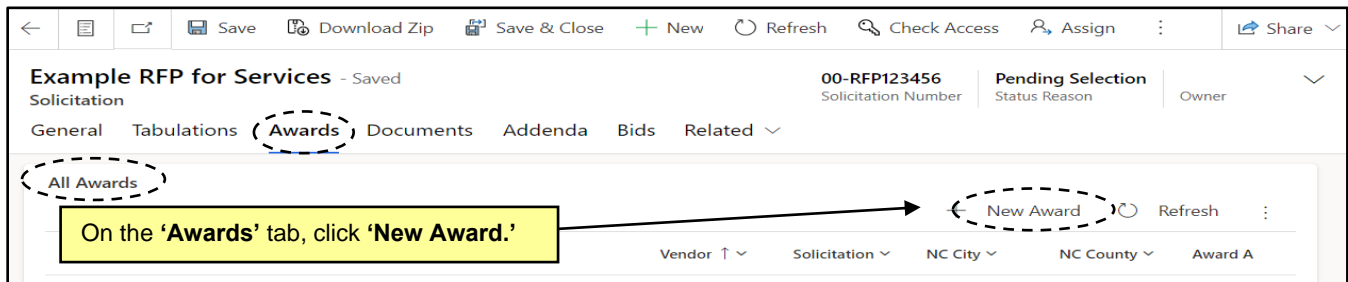 Save Download Zip Save & Close New Refresh Check Access Assign Share
Example RFP for Services - Saved
Solicitation
00-RFP123456
Solicitation Number
Pending Selection
Status Reason
Owner
General Tabulations Awards Documents Addenda Bids Related
All Awards
New Award Refresh
On the ‘Awards’ tab, click ‘New Award.’
Vendor ↑ Solicitation NC City NC County Award A